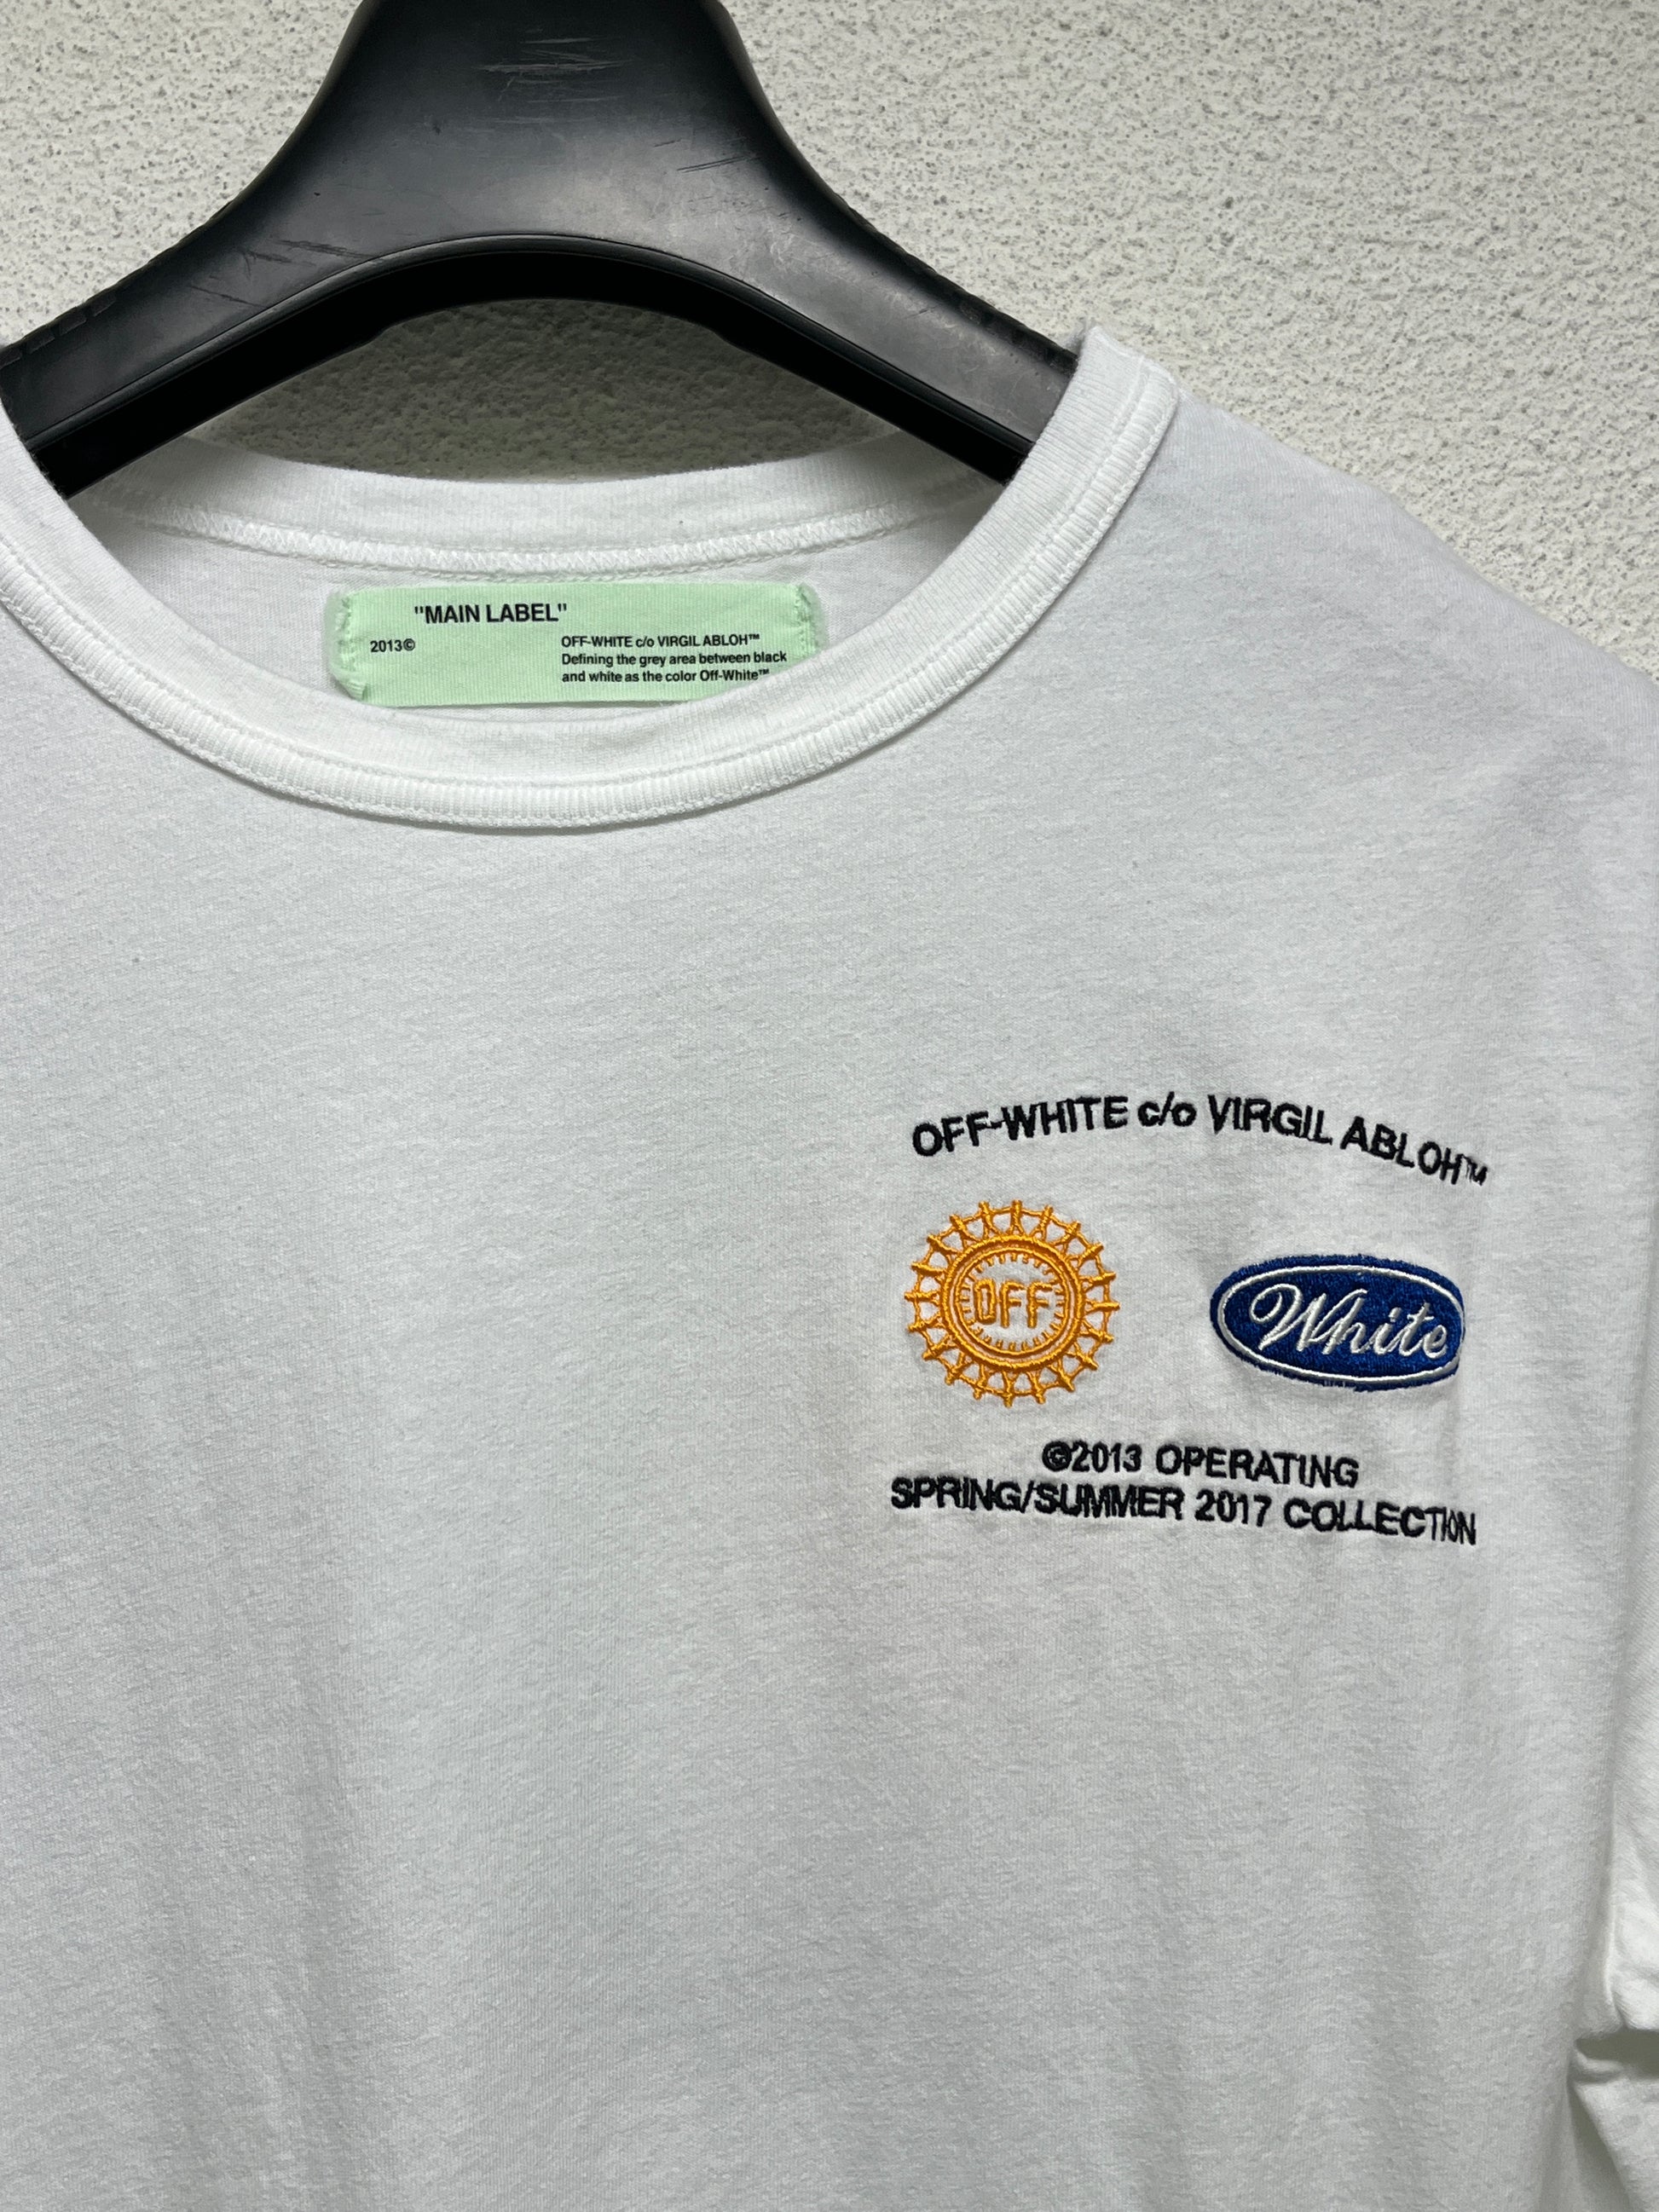 "MAIN LABEL"
2013©
OFF-WHITE c/o VIRGIL ABLOH™
Defining the grey area between black
and white as the color Off-White™
OFF-WHITE c/o VIRGIL ABLOH™
OFF
White
©2013 OPERATING
SPRING/SUMMER 2017 COLLECTION